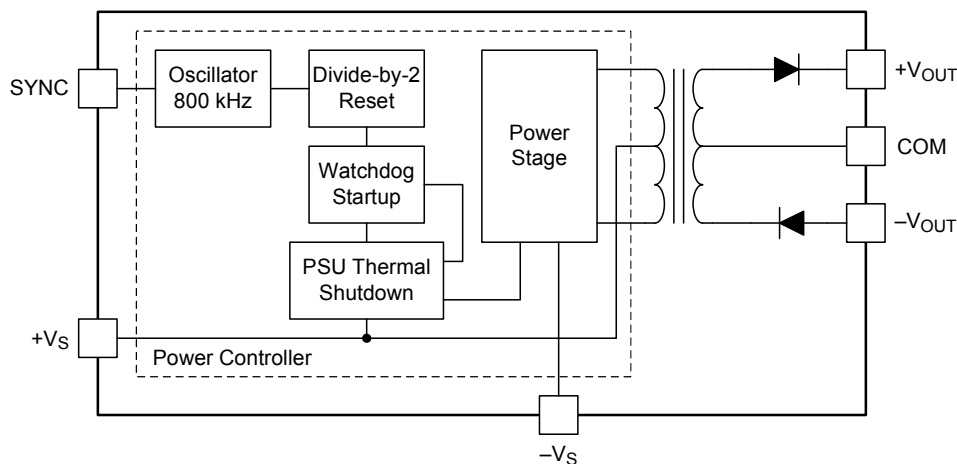 SYNC
Oscillator
800 kHz
Divide-by-2
Reset
Watchdog
Startup
PSU Thermal
Shutdown
Power
Stage
+VS
Power Controller
–VS
+VOUT
COM
–VOUT